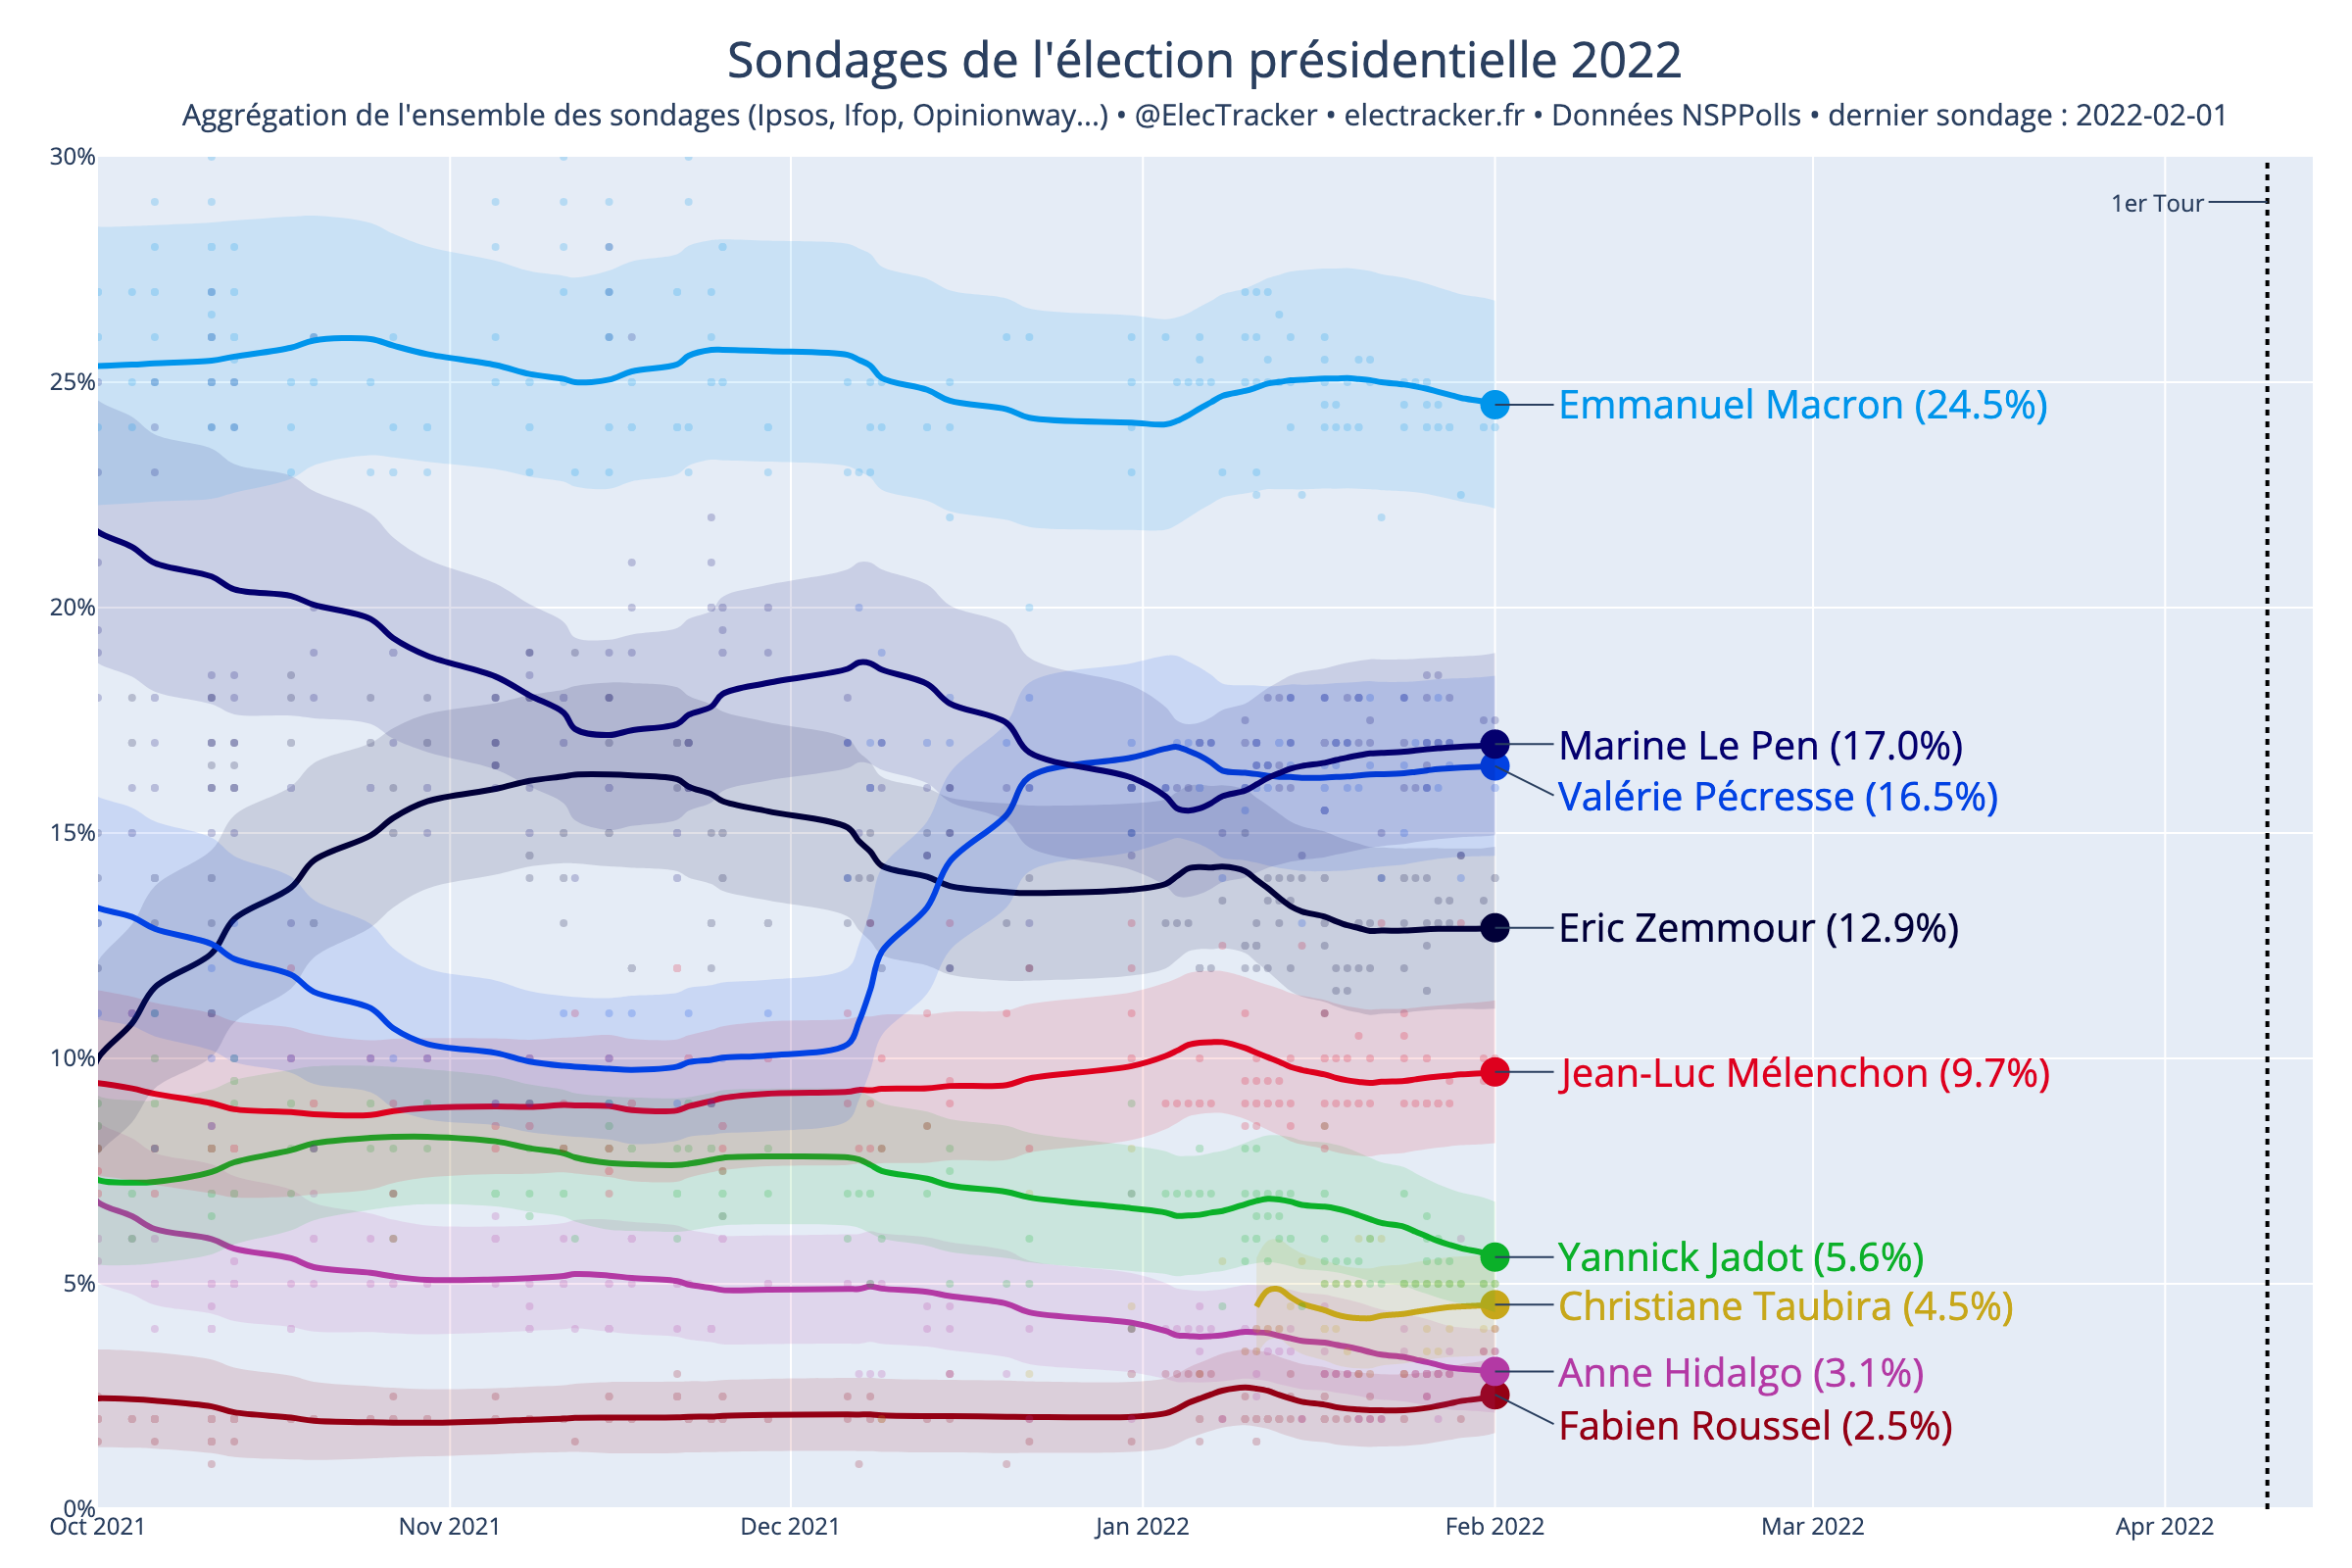 Sondages de l'élection présidentielle 2022
Aggrégation de l'ensemble des sondages (Ipsos, Ifop, Opinionway...) • @ElecTracker • electracker.fr • Données NSPPolls • dernier sondage : 2022-02-01
30%
1er Tour
25%
Emmanuel Macron (24.5%)
20%
Marine Le Pen (17.0%)
Valérie Pécresse (16.5%)
15%
Eric Zemmour (12.9%)
10%
Jean-Luc Mélenchon (9.7%)
Yannick Jadot (5.6%)
5%
Christiane Taubira (4.5%)
Anne Hidalgo (3.1%)
Fabien Roussel (2.5%)
0%
Oct 2021 Nov 2021 Dec 2021 Jan 2022 Feb 2022 Mar 2022 Apr 2022